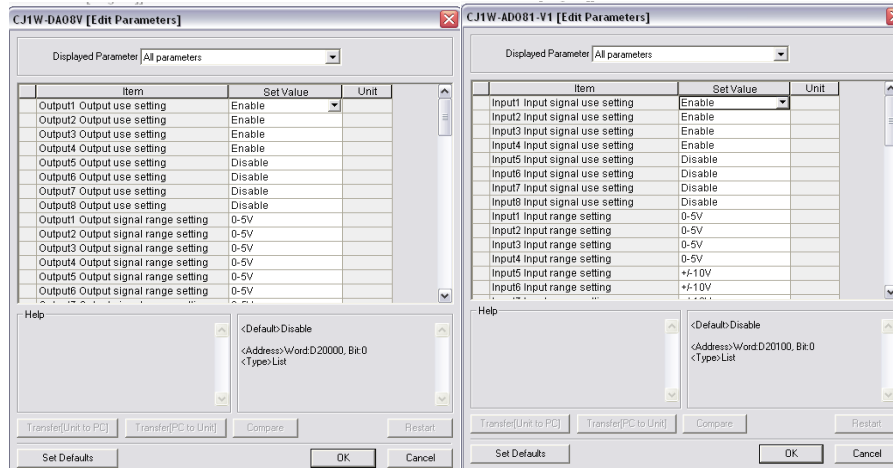 CJ1W-DA08V [Edit Parameters]
Displayed Parameter All parameters
Item Set Value Unit
Output1 Output use setting Enable
Output2 Output use setting Enable
Output3 Output use setting Enable
Output4 Output use setting Enable
Output5 Output use setting Disable
Output6 Output use setting Disable
Output7 Output use setting Disable
Output8 Output use setting Disable
Output1 Output signal range setting 0-5V
Output2 Output signal range setting 0-5V
Output3 Output signal range setting 0-5V
Output4 Output signal range setting 0-5V
Output5 Output signal range setting 0-5V
Output6 Output signal range setting 0-5V
Help
<Default>Disable
<Address>Word:D20000, Bit:0
<Type>List
Transfer[Unit to PC] Transfer[PC to Unit] Compare Restart
Set Defaults OK Cancel
CJ1W-AD081-V1 [Edit Parameters]
Displayed Parameter All parameters
Item Set Value Unit
Input1 Input signal use setting Enable
Input2 Input signal use setting Enable
Input3 Input signal use setting Enable
Input4 Input signal use setting Enable
Input5 Input signal use setting Disable
Input6 Input signal use setting Disable
Input7 Input signal use setting Disable
Input8 Input signal use setting Disable
Input1 Input range setting 0-5V
Input2 Input range setting 0-5V
Input3 Input range setting 0-5V
Input4 Input range setting 0-5V
Input5 Input range setting +/-10V
Input6 Input range setting +/-10V
Help
<Default>Disable
<Address>Word:D20100, Bit:0
<Type>List
Transfer[Unit to PC] Transfer[PC to Unit] Compare Restart
Set Defaults OK Cancel